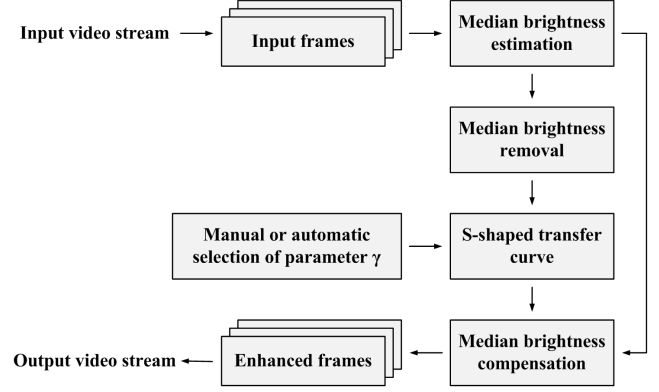 Input video stream
Input frames
Median brightness
estimation
Median brightness
removal
Manual or automatic
selection of parameter γ
S-shaped transfer
curve
Output video stream
Enhanced frames
Median brightness
compensation